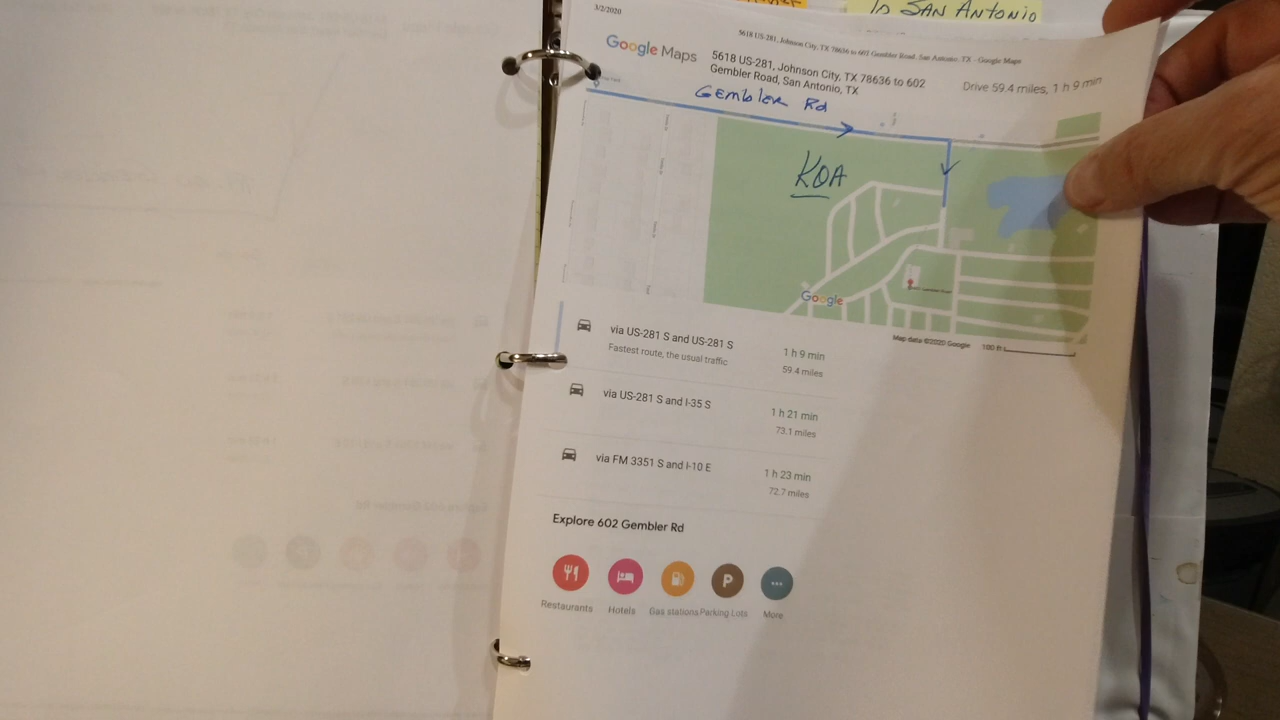 To SAN ANTONIO
3/2/2020
5618 US-281, Johnson City, TX 78636 to 602 Gembler Road, San Antonio, TX - Google Maps
Google Maps
5618 US-281, Johnson City, TX 78636 to 602
Gembler Road, San Antonio, TX
Drive 59.4 miles, 1 h 9 min
Gembler Rd
KOA
Google
Map data ©2020 Google
100 ft
via US-281 S and US-281 S
1 h 9 min
Fastest route, the usual traffic
59.4 miles
via US-281 S and I-35 S
1 h 21 min
73.1 miles
via FM 3351 S and I-10 E
1 h 23 min
72.7 miles
Explore 602 Gembler Rd
P
Restaurants
Hotels
Gas stations
Parking Lots
More